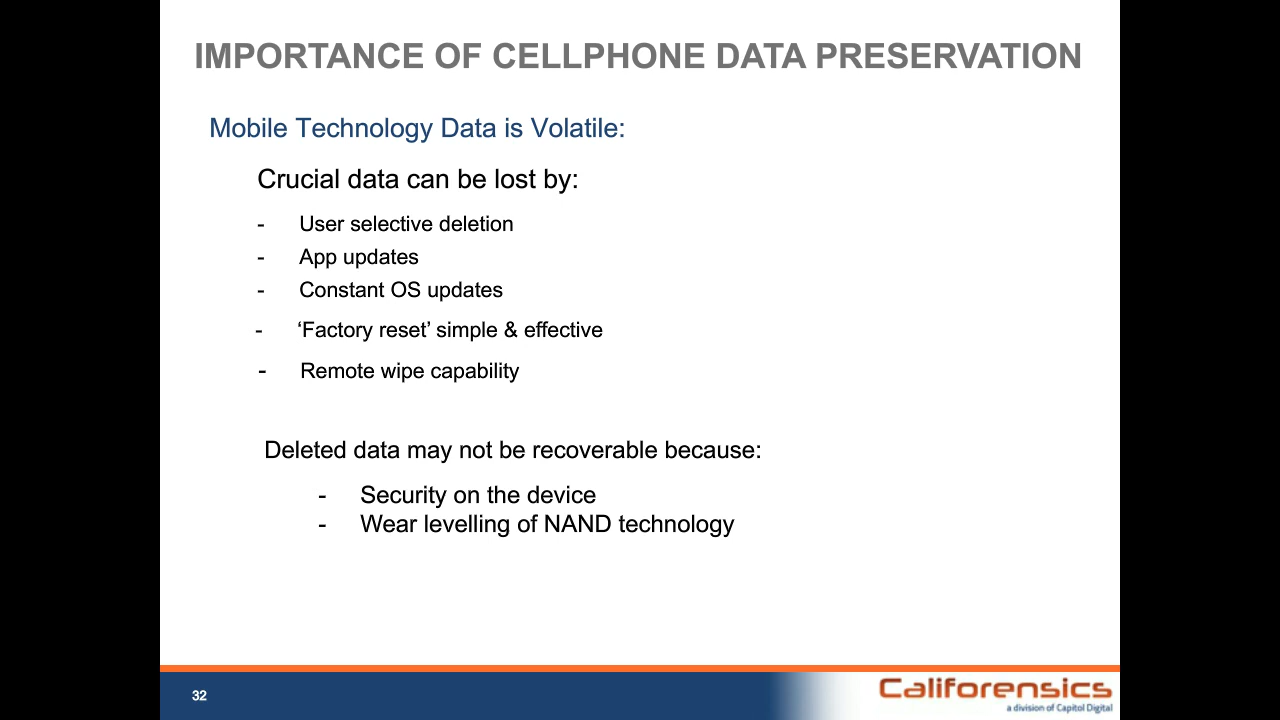 IMPORTANCE OF CELLPHONE DATA PRESERVATION
Mobile Technology Data is Volatile:
Crucial data can be lost by:
- User selective deletion
- App updates
- Constant OS updates
- ‘Factory reset’ simple & effective
- Remote wipe capability
Deleted data may not be recoverable because:
- Security on the device
- Wear levelling of NAND technology
32
Califorensics
a division of Capitol Digital